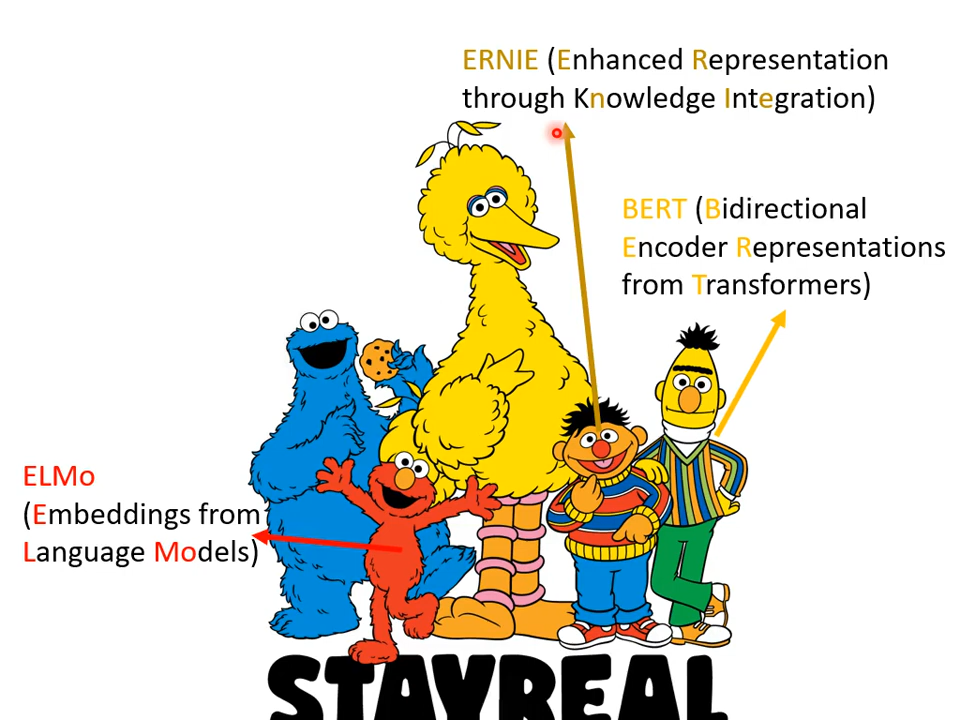 ERNIE (Enhanced Representation
through Knowledge Integration)
BERT (Bidirectional
Encoder Representations
from Transformers)
ELMo
(Embeddings from
Language Models)
STAYREAL